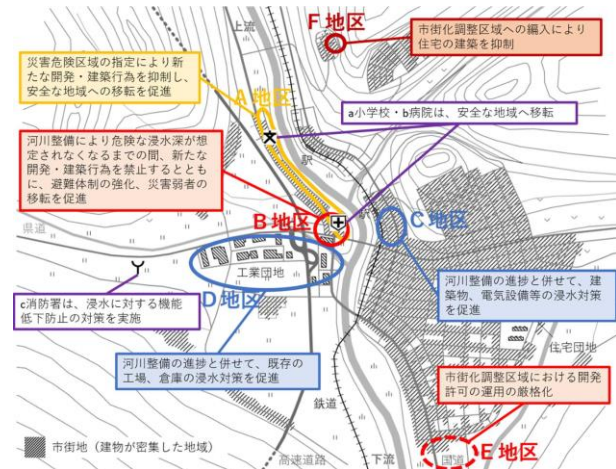 上流
F地区
市街化調整区域への編入により
住宅の建築を抑制
災害危険区域の指定により新
たな開発・建築行為を抑制し、
安全な地域への移転を促進
A地区
a小学校・b病院は、安全な地域へ移転
駅
河川整備により危険な浸水深が想
定されなくなるまでの間、新たな
開発・建築行為を禁止するととも
に、避難体制の強化、災害弱者の
移転を促進
B地区
C地区
県道
工業団地
D地区
c消防署は、浸水に対する機能
低下防止の対策を実施
河川整備の進捗と併せて、建
築物、電気設備等の浸水対策
を促進
河川整備の進捗と併せて、既存の
工場、倉庫の浸水対策を促進
住宅団地
市街化調整区域における開発
許可の運用の厳格化
鉄道
市街地（建物が密集した地域）
高速道路
下流
国道
E地区